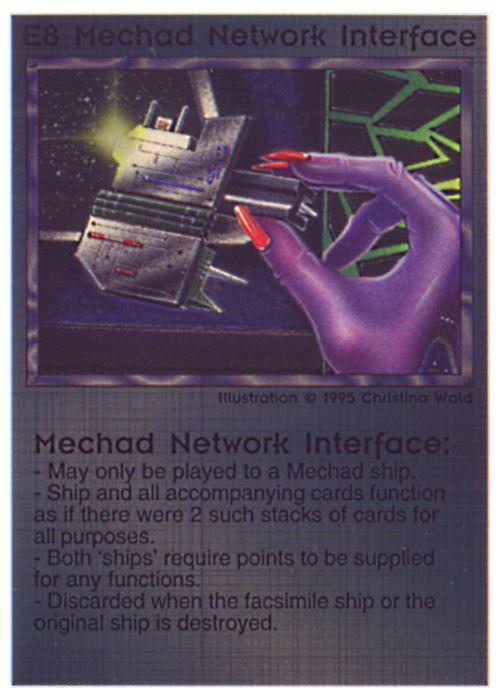 E8 Mechad Network Interface
Illustration © 1995 Christina Wald
Mechad Network Interface:
- May only be played to a Mechad ship.
- Ship and all accompanying cards function
as if there were 2 such stacks of cards for
all purposes.
- Both 'ships' require points to be supplied
for any functions.
- Discarded when the facsimile ship or the
original ship is destroyed.